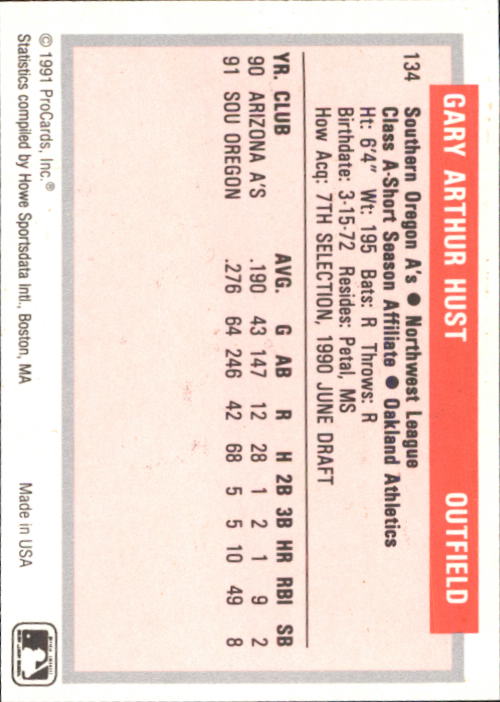 GARY ARTHUR HUST OUTFIELD
134 Southern Oregon A's ● Northwest League
Class A-Short Season Affiliate ● Oakland Athletics
Ht: 6'4" Wt: 195 Bats: R Throws: R
Birthdate: 3-15-72 Resides: Petal, MS
How Acq: 7TH SELECTION, 1990 JUNE DRAFT
YR. CLUB AVG. G AB R H 2B 3B HR RBI SB
90 ARIZONA A'S .190 43 147 12 28 1 2 1 9 2
91 SOU OREGON .276 64 246 42 68 5 5 10 49 8
© 1991 ProCards, Inc.® Made in USA
Statistics compiled by Howe Sportsdata Intl., Boston, MA